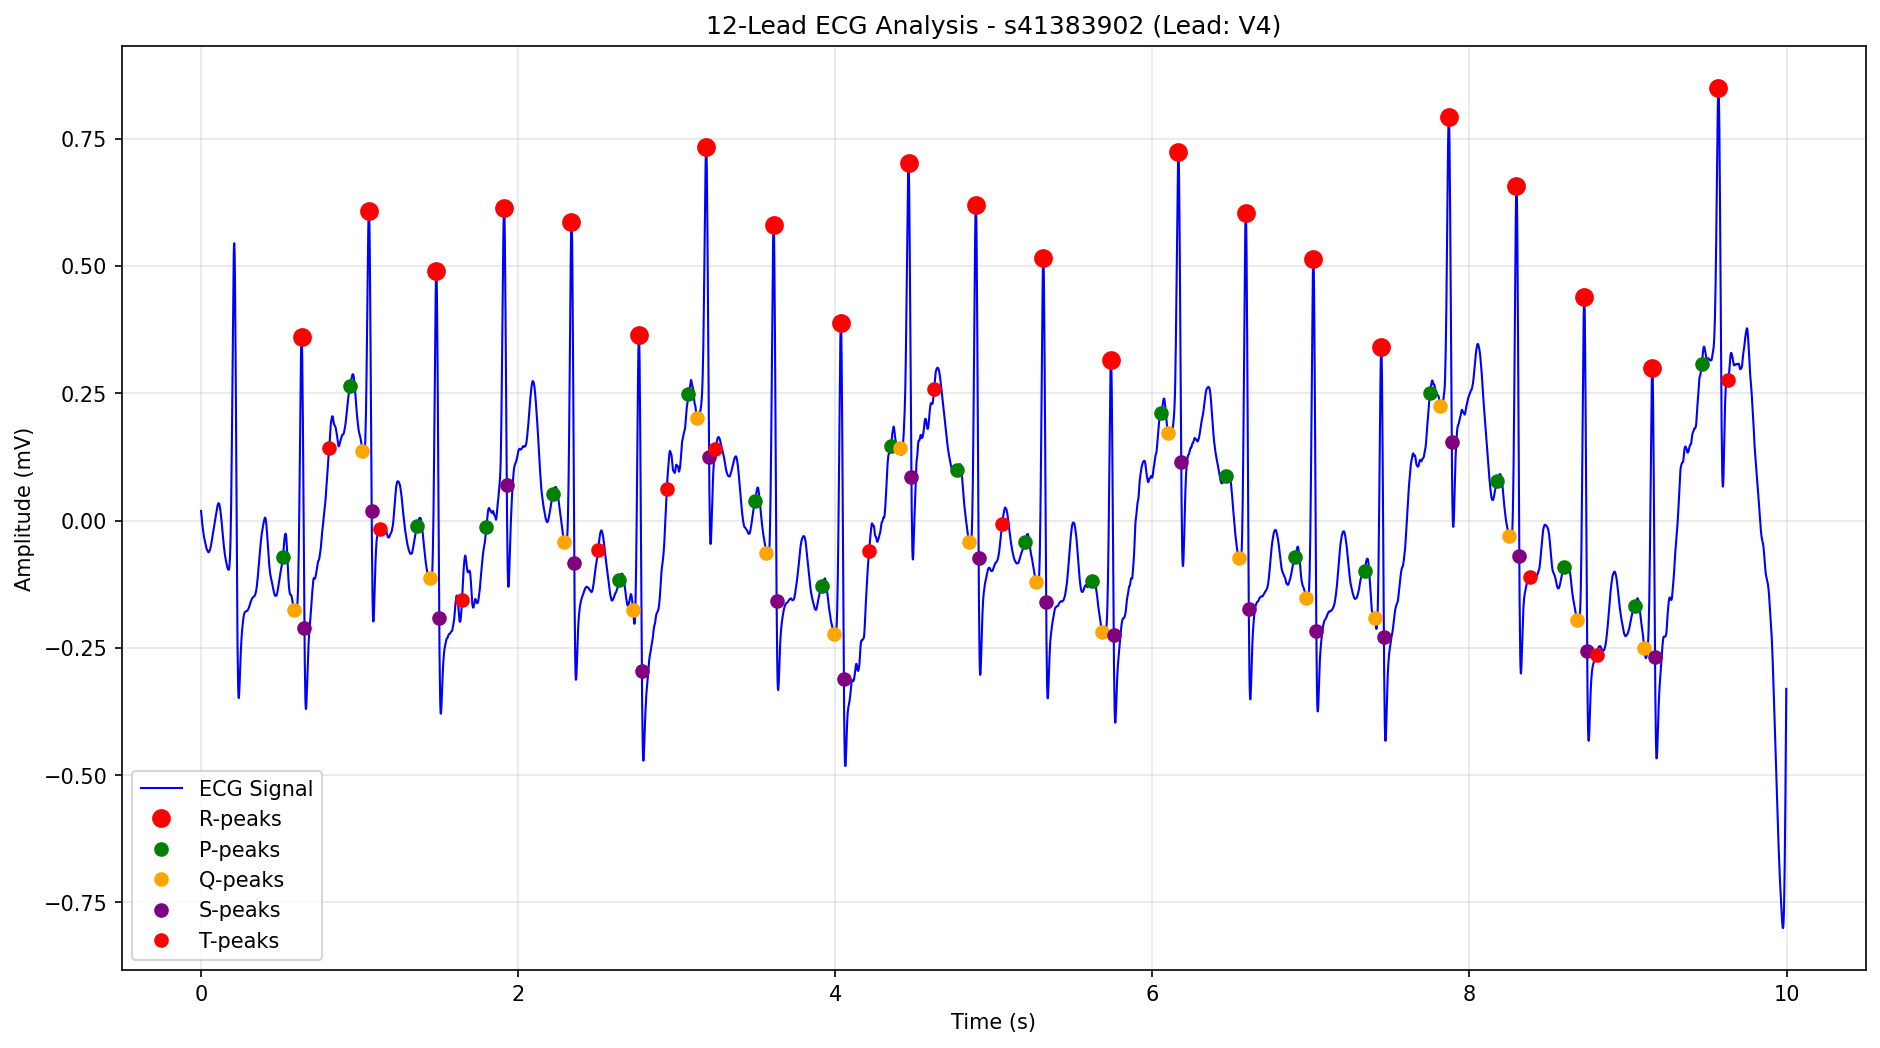 12-Lead ECG Analysis - s41383902 (Lead: V4)
Amplitude (mV)
0.75
0.50
0.25
0.00
−0.25
−0.50
−0.75
ECG Signal
R-peaks
P-peaks
Q-peaks
S-peaks
T-peaks
0 2 4 6 8 10
Time (s)